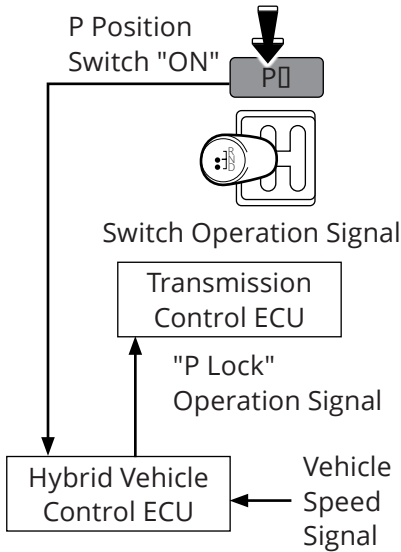 P Position
Switch "ON"
P▯
R
N
D
Switch Operation Signal
Transmission
Control ECU
"P Lock"
Operation Signal
Hybrid Vehicle
Control ECU
Vehicle
Speed
Signal